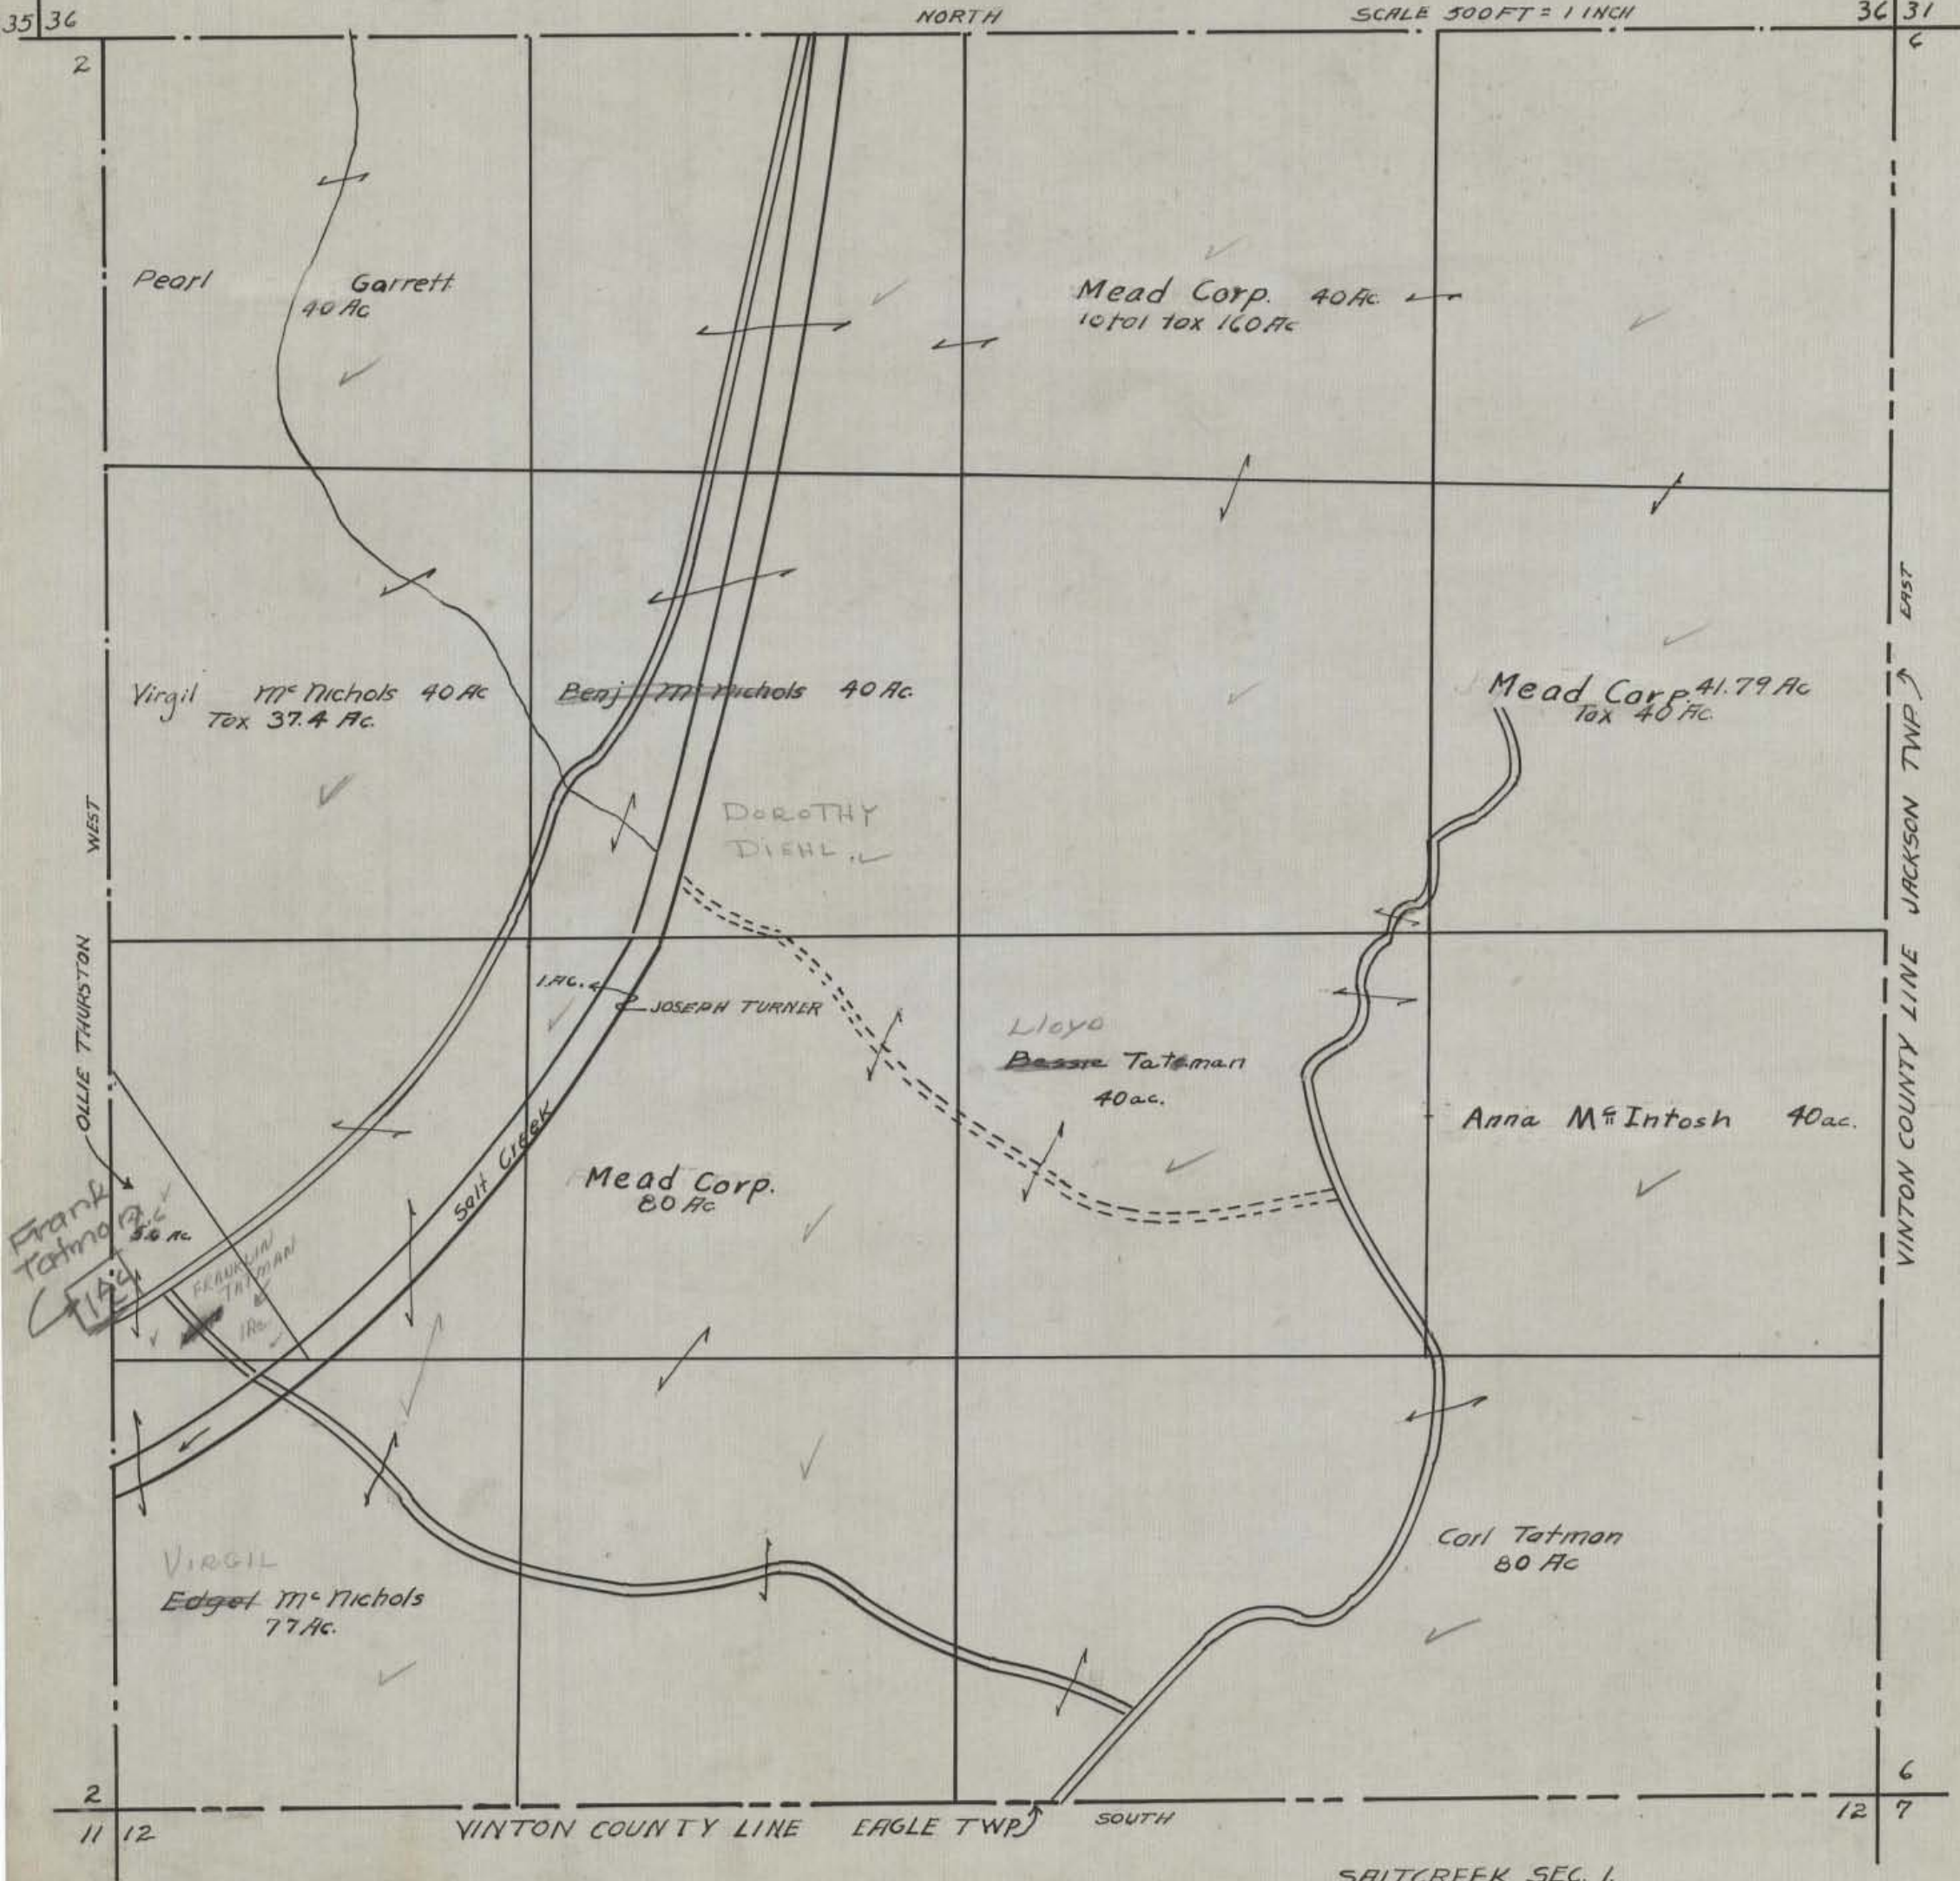 35 36
NORTH
SCALE 500 FT = 1 INCH
36 31
2
6
Pearl Garrett
40 Ac
Mead Corp. 40 Ac.
Total tax 160 Ac
Virgil Mc Nichols 40 Ac
Tax 37.4 Ac.
Benj Mc Nichols 40 Ac.
Mead Corp. 41.79 Ac
Tax 40 Ac.
DOROTHY
DIEHL
WEST
EAST
VINTON COUNTY LINE JACKSON TWP
OLLIE THURSTON
1 AC.
JOSEPH TURNER
Lloyd
Bessie Tatman
40 ac.
Anna Mc Intosh 40 ac.
Salt Creek
Mead Corp.
80 Ac
Frank
Tatman
5.6 Ac.
1 Ac
FRANKLIN
TATMAN
1 Ac
VIRGIL
Edgel Mc Nichols
77 Ac.
Carl Tatman
80 Ac
2
6
11 12
VINTON COUNTY LINE EAGLE TWP
SOUTH
12 7
SALTCREEK SEC. 1.